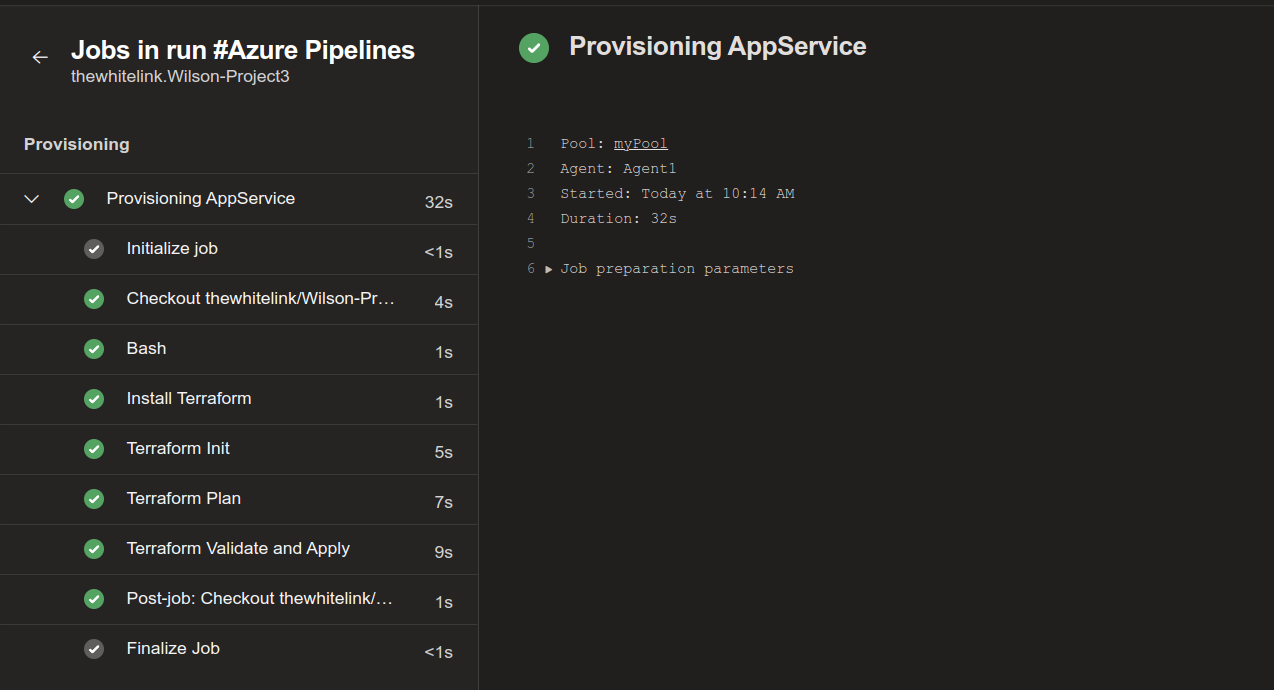 Jobs in run #Azure Pipelines
thewhitelink.Wilson-Project3
Provisioning
Provisioning AppService 32s
Initialize job <1s
Checkout thewhitelink/Wilson-Pr... 4s
Bash 1s
Install Terraform 1s
Terraform Init 5s
Terraform Plan 7s
Terraform Validate and Apply 9s
Post-job: Checkout thewhitelink/... 1s
Finalize Job <1s
Provisioning AppService
1 Pool: myPool
2 Agent: Agent1
3 Started: Today at 10:14 AM
4 Duration: 32s
5
6 Job preparation parameters